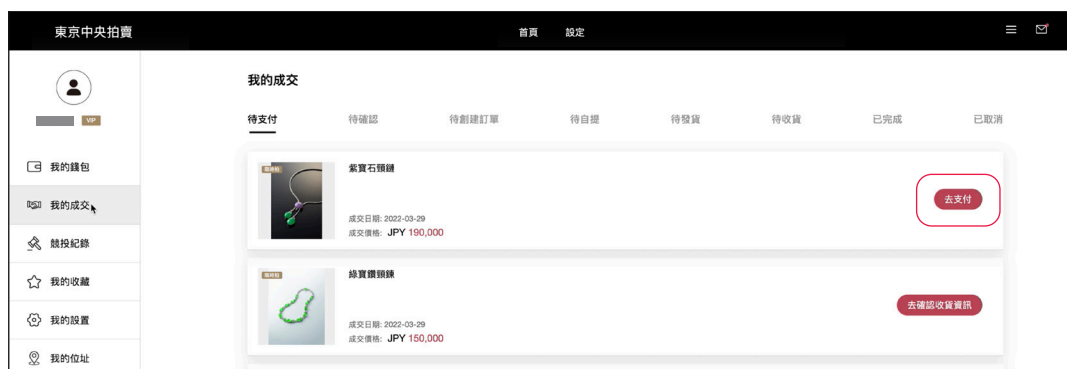 東京中央拍賣
首頁 設定
VIP
我的錢包
我的成交
競投紀錄
我的收藏
我的設置
我的位址
我的成交
待支付 待確認 待創建訂單 待自提 待發貨 待收貨 已完成 已取消
紫寶石頸鏈
成交日期: 2022-03-29
成交價格: JPY 190,000
去支付
綠寶鑽頸鍊
成交日期: 2022-03-29
成交價格: JPY 150,000
去確認收貨資訊